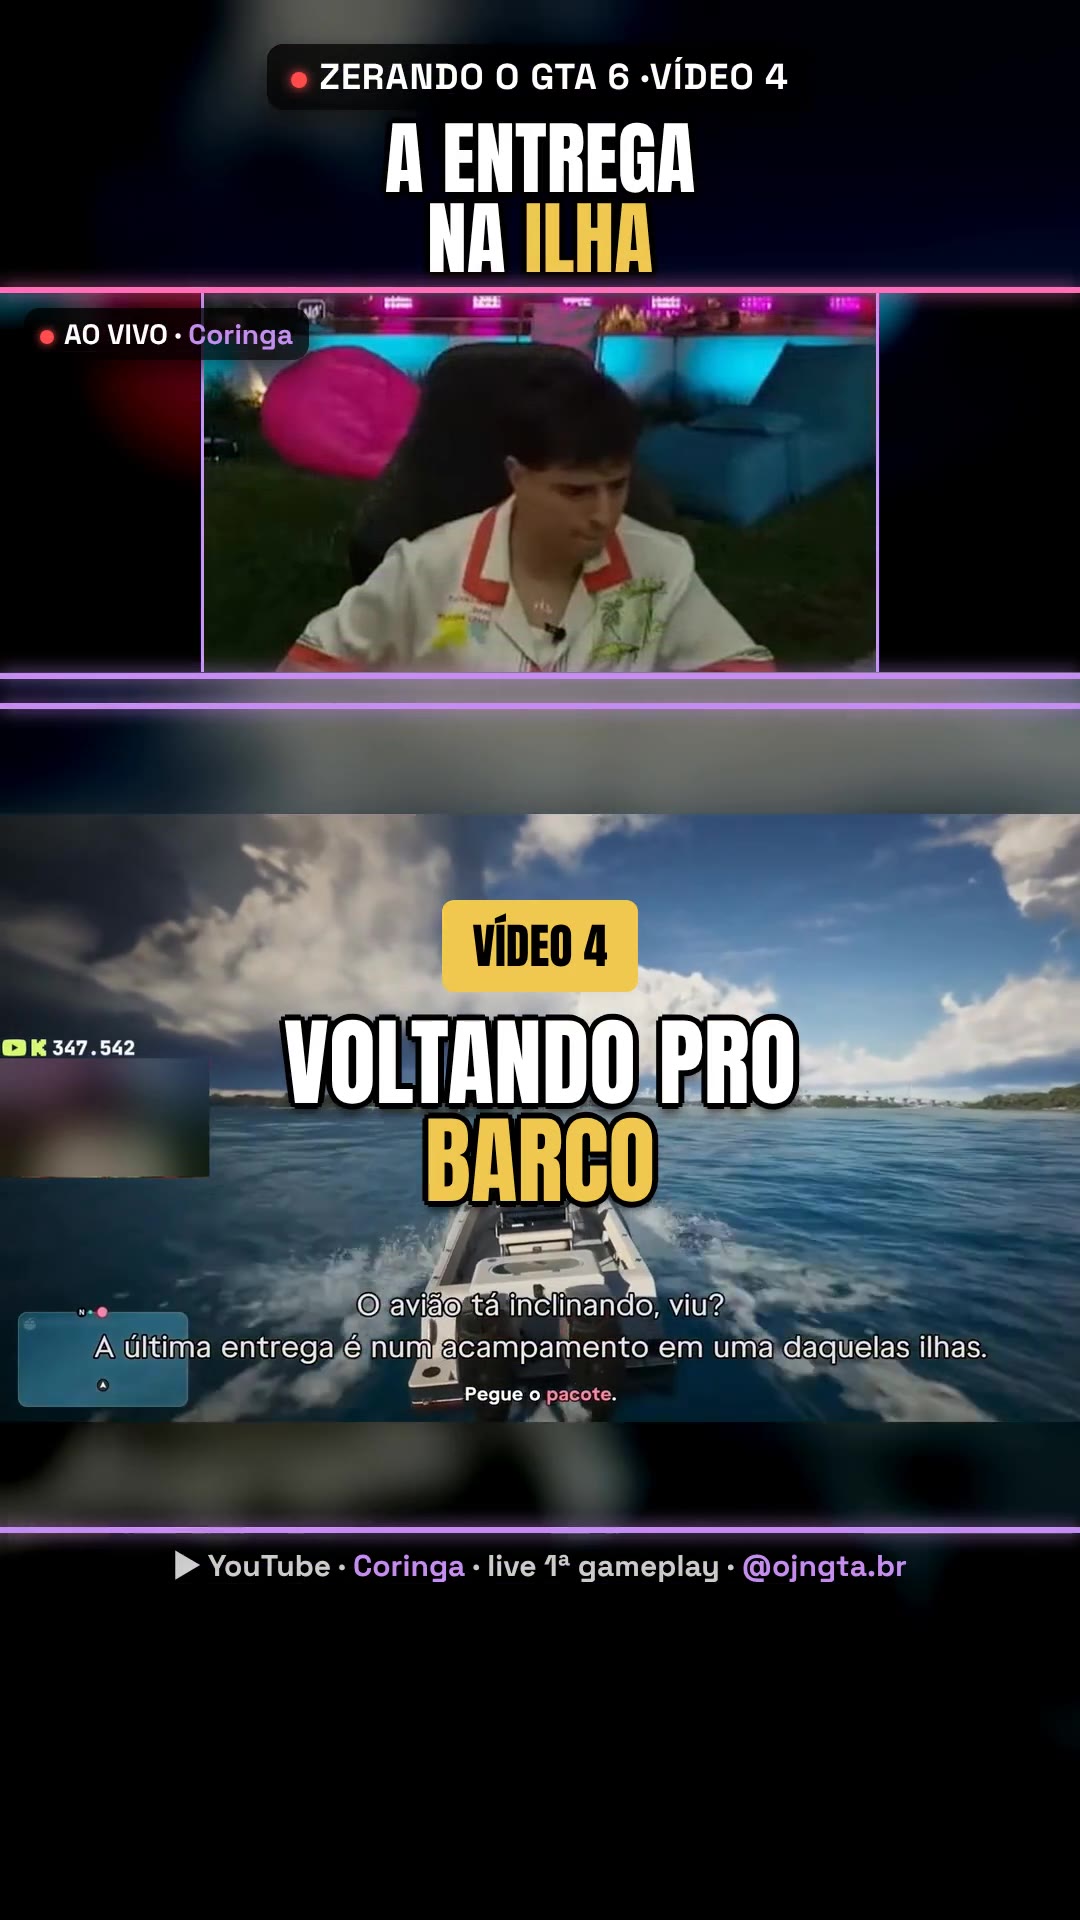 ZERANDO O GTA 6 · VÍDEO 4
A ENTREGA
NA ILHA
AO VIVO · Coringa
VÍDEO 4
VOLTANDO PRO
BARCO
347.542
N
O avião tá inclinando, viu?
A última entrega é num acampamento em uma daquelas ilhas.
Pegue o pacote.
▶ YouTube · Coringa · live 1ª gameplay · @ojngta.br